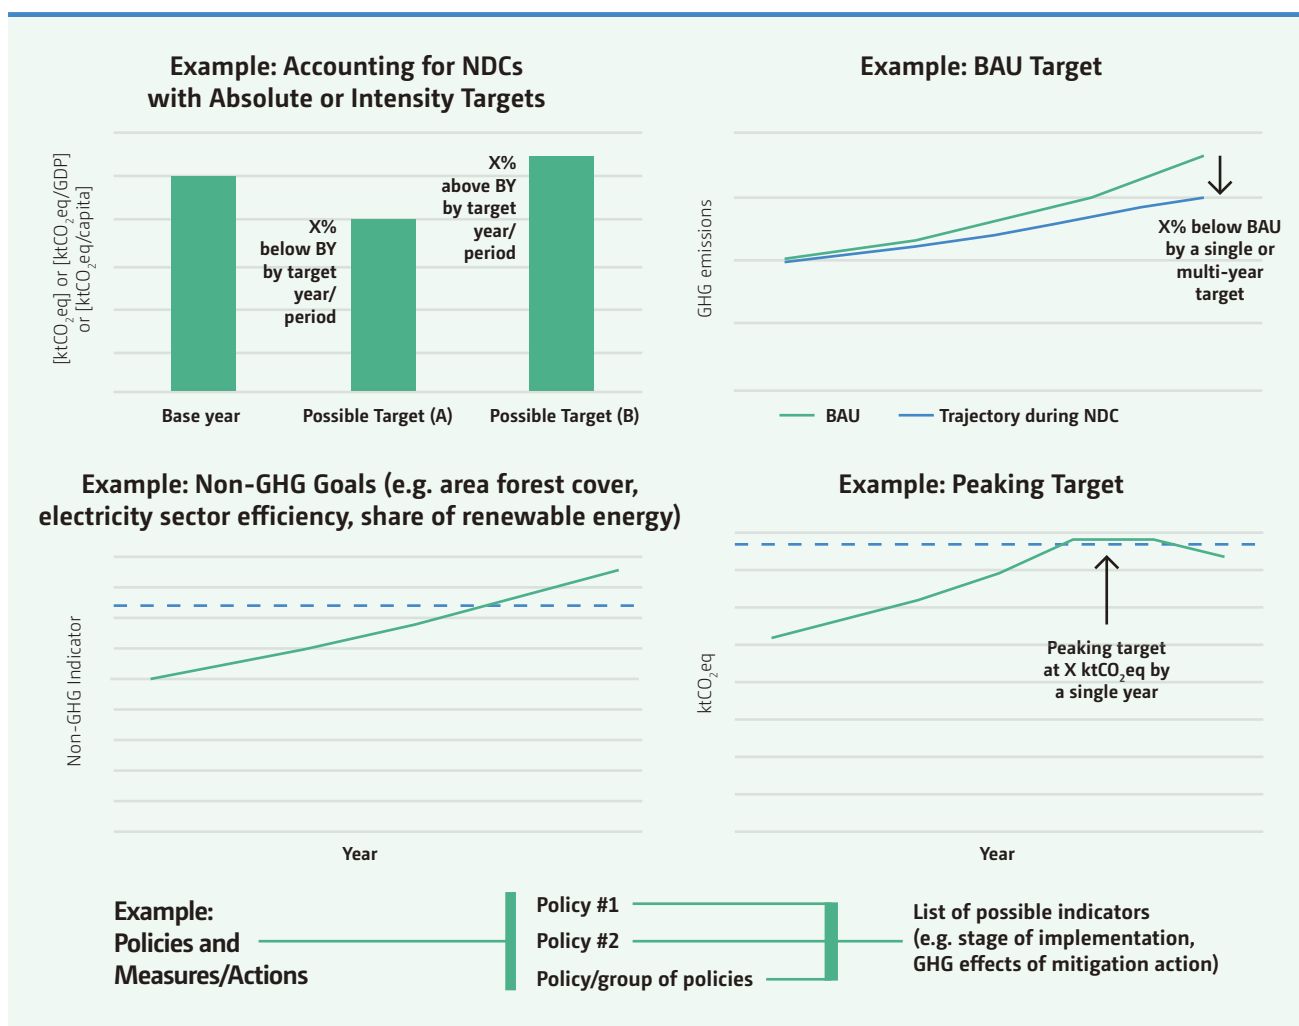 Example: Accounting for NDCs
with Absolute or Intensity Targets
[ktCO₂eq] or [ktCO₂eq/GDP]
or [ktCO₂eq/capita]
X%
below BY
by target
year/
period
X%
above BY
by target
year/
period
Base year
Possible Target (A)
Possible Target (B)
Example: BAU Target
GHG emissions
X% below BAU
by a single or
multi-year
target
BAU
Trajectory during NDC
Example: Non-GHG Goals (e.g. area forest cover,
electricity sector efficiency, share of renewable energy)
Non-GHG Indicator
Year
Example: Peaking Target
ktCO₂eq
Peaking target
at X ktCO₂eq by
a single year
Year
Example:
Policies and
Measures/Actions
Policy #1
Policy #2
Policy/group of policies
List of possible indicators
(e.g. stage of implementation,
GHG effects of mitigation action)